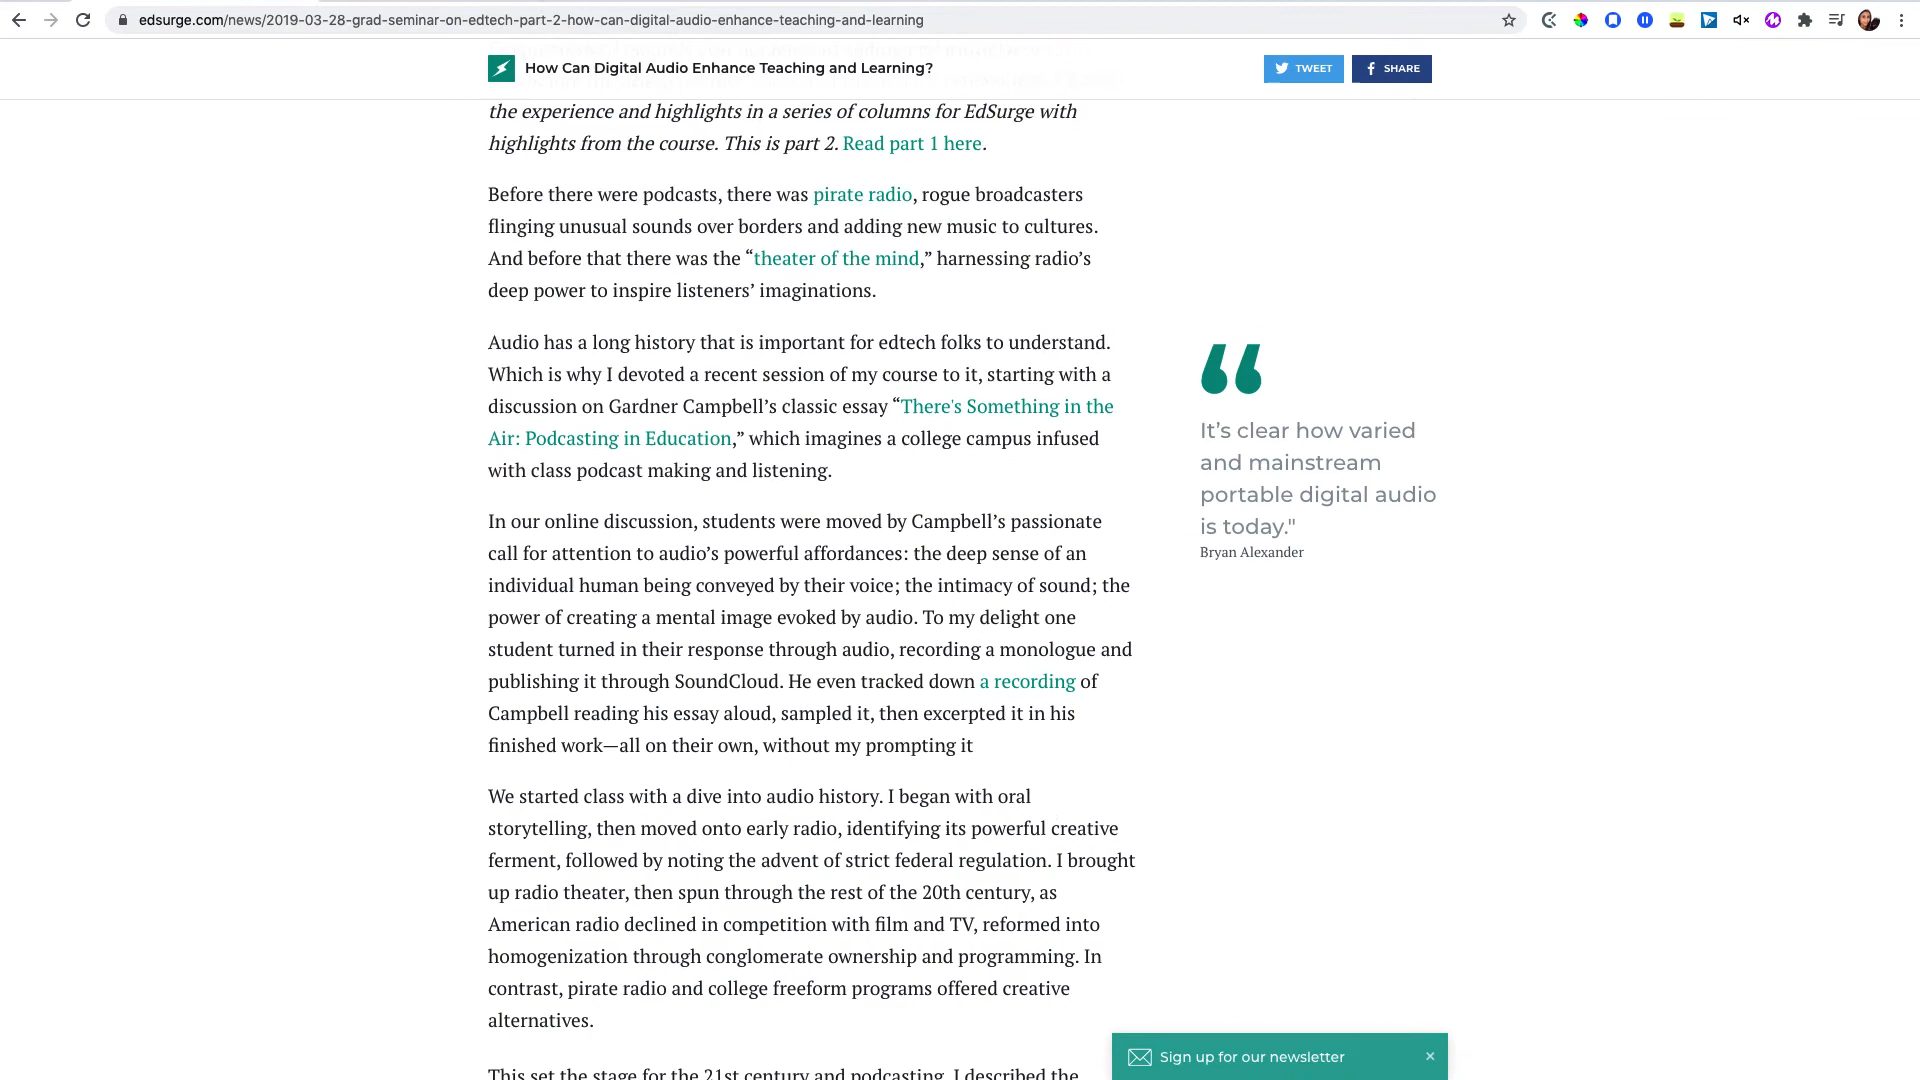 edsurge.com/news/2019-03-28-grad-seminar-on-edtech-part-2-how-can-digital-audio-enhance-teaching-and-learning
How Can Digital Audio Enhance Teaching and Learning?
TWEET
SHARE
the experience and highlights in a series of columns for EdSurge with
highlights from the course. This is part 2. Read part 1 here.
Before there were podcasts, there was pirate radio, rogue broadcasters
flinging unusual sounds over borders and adding new music to cultures.
And before that there was the “theater of the mind,” harnessing radio’s
deep power to inspire listeners’ imaginations.
Audio has a long history that is important for edtech folks to understand.
Which is why I devoted a recent session of my course to it, starting with a
discussion on Gardner Campbell’s classic essay “There's Something in the
Air: Podcasting in Education,” which imagines a college campus infused
with class podcast making and listening.
It’s clear how varied
and mainstream
portable digital audio
is today."
Bryan Alexander
In our online discussion, students were moved by Campbell’s passionate
call for attention to audio’s powerful affordances: the deep sense of an
individual human being conveyed by their voice; the intimacy of sound; the
power of creating a mental image evoked by audio. To my delight one
student turned in their response through audio, recording a monologue and
publishing it through SoundCloud. He even tracked down a recording of
Campbell reading his essay aloud, sampled it, then excerpted it in his
finished work—all on their own, without my prompting it
We started class with a dive into audio history. I began with oral
storytelling, then moved onto early radio, identifying its powerful creative
ferment, followed by noting the advent of strict federal regulation. I brought
up radio theater, then spun through the rest of the 20th century, as
American radio declined in competition with film and TV, reformed into
homogenization through conglomerate ownership and programming. In
contrast, pirate radio and college freeform programs offered creative
alternatives.
This set the stage for the 21st century and podcasting. I described the
Sign up for our newsletter